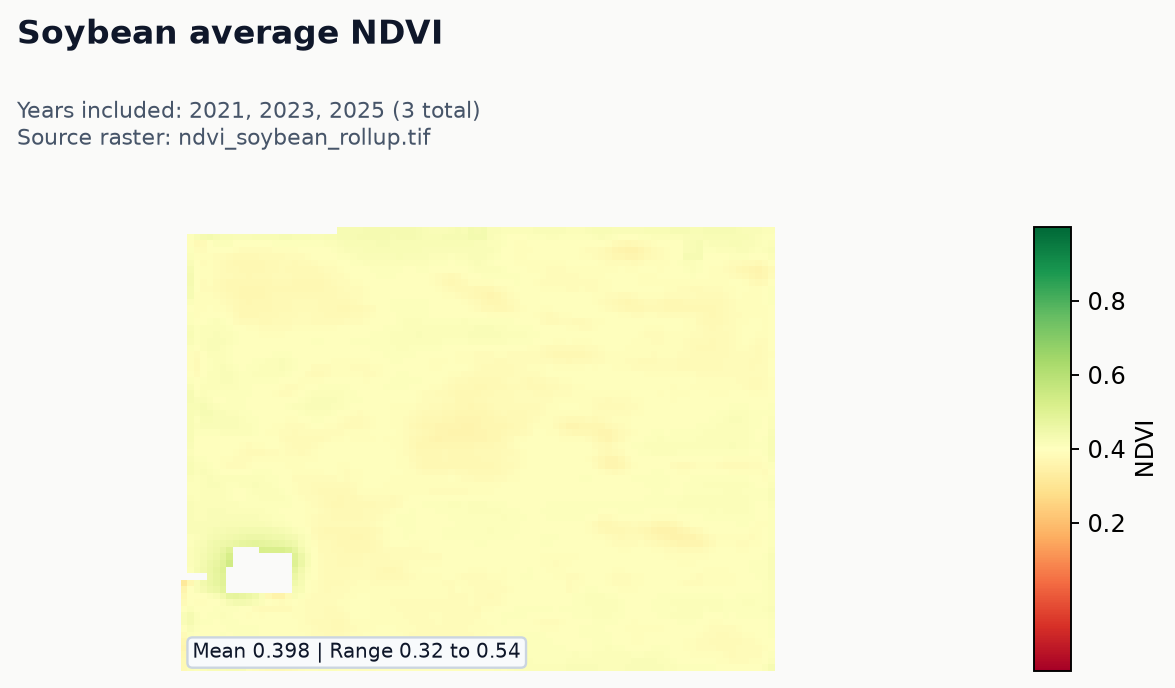 Soybean average NDVI
Years included: 2021, 2023, 2025 (3 total)
Source raster: ndvi_soybean_rollup.tif
0.8
0.6
0.4
0.2
NDVI
Mean 0.398 | Range 0.32 to 0.54